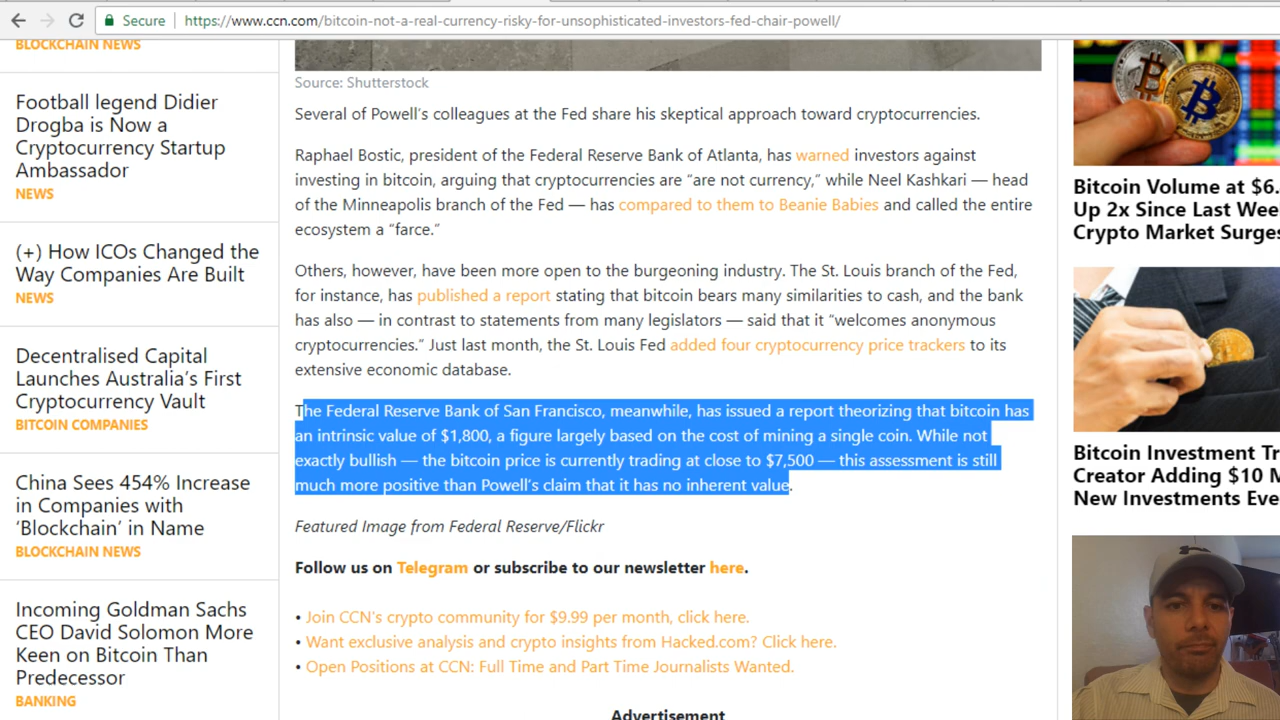 Secure
https://www.ccn.com/bitcoin-not-a-real-currency-risky-for-unsophisticated-investors-fed-chair-powell/
BLOCKCHAIN NEWS
Football legend Didier
Drogba is Now a
Cryptocurrency Startup
Ambassador
NEWS
(+) How ICOs Changed the
Way Companies Are Built
NEWS
Decentralised Capital
Launches Australia’s First
Cryptocurrency Vault
BITCOIN COMPANIES
China Sees 454% Increase
in Companies with
‘Blockchain’ in Name
BLOCKCHAIN NEWS
Incoming Goldman Sachs
CEO David Solomon More
Keen on Bitcoin Than
Predecessor
BANKING
Source: Shutterstock
Several of Powell’s colleagues at the Fed share his skeptical approach toward cryptocurrencies.
Raphael Bostic, president of the Federal Reserve Bank of Atlanta, has warned investors against
investing in bitcoin, arguing that cryptocurrencies are “are not currency,” while Neel Kashkari — head
of the Minneapolis branch of the Fed — has compared to them to Beanie Babies and called the entire
ecosystem a “farce.”
Others, however, have been more open to the burgeoning industry. The St. Louis branch of the Fed,
for instance, has published a report stating that bitcoin bears many similarities to cash, and the bank
has also — in contrast to statements from many legislators — said that it “welcomes anonymous
cryptocurrencies.” Just last month, the St. Louis Fed added four cryptocurrency price trackers to its
extensive economic database.
The Federal Reserve Bank of San Francisco, meanwhile, has issued a report theorizing that bitcoin has
an intrinsic value of $1,800, a figure largely based on the cost of mining a single coin. While not
exactly bullish — the bitcoin price is currently trading at close to $7,500 — this assessment is still
much more positive than Powell’s claim that it has no inherent value.
Featured Image from Federal Reserve/Flickr
Follow us on Telegram or subscribe to our newsletter here.
• Join CCN's crypto community for $9.99 per month, click here.
• Want exclusive analysis and crypto insights from Hacked.com? Click here.
• Open Positions at CCN: Full Time and Part Time Journalists Wanted.
Advertisement
Bitcoin Volume at $6.
Up 2x Since Last Wee
Crypto Market Surges
Bitcoin Investment Tr
Creator Adding $10 M
New Investments Eve